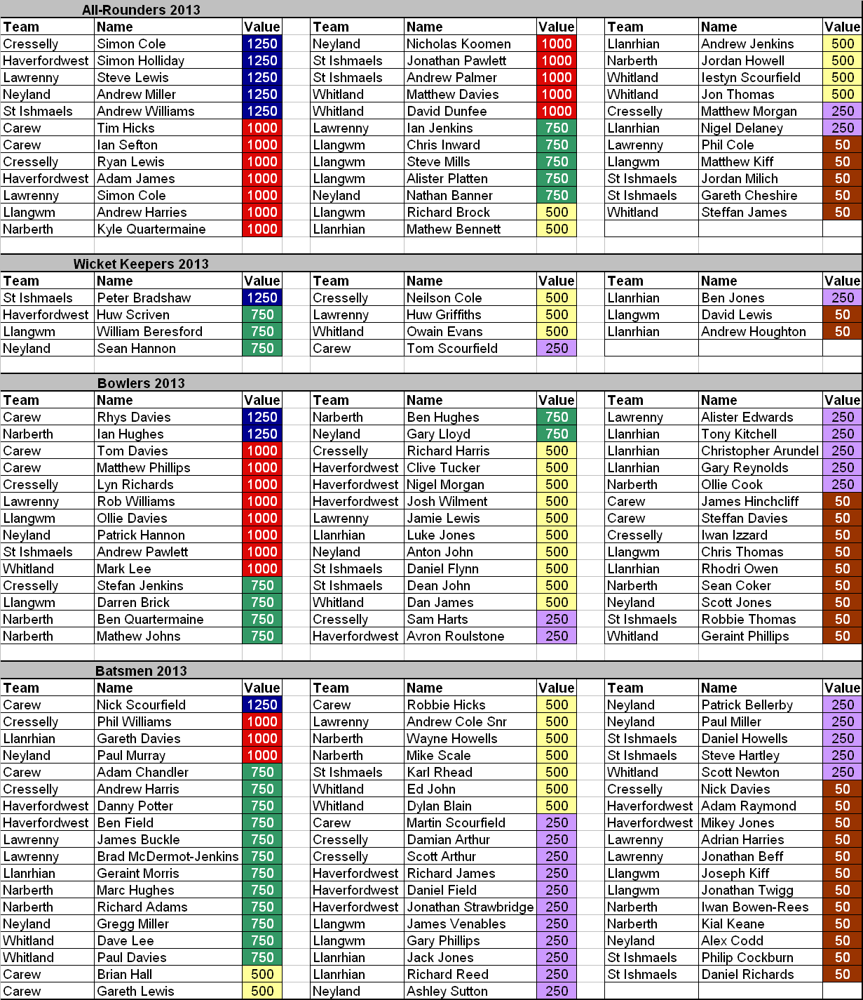 All-Rounders 2013
Team Name Value Team Name Value Team Name Value
Cresselly Simon Cole 1250 Neyland Nicholas Koomen 1000 Llanrhian Andrew Jenkins 500
Haverfordwest Simon Holliday 1250 St Ishmaels Jonathan Pawlett 1000 Narberth Jordan Howell 500
Lawrenny Steve Lewis 1250 St Ishmaels Andrew Palmer 1000 Whitland Iestyn Scourfield 500
Neyland Andrew Miller 1250 Whitland Matthew Davies 1000 Whitland Jon Thomas 500
St Ishmaels Andrew Williams 1250 Whitland David Dunfee 1000 Cresselly Matthew Morgan 250
Carew Tim Hicks 1000 Lawrenny Ian Jenkins 750 Llanrhian Nigel Delaney 250
Carew Ian Sefton 1000 Llangwm Chris Inward 750 Lawrenny Phil Cole 50
Cresselly Ryan Lewis 1000 Llangwm Steve Mills 750 Llangwm Matthew Kiff 50
Haverfordwest Adam James 1000 Llangwm Alister Platten 750 St Ishmaels Jordan Milich 50
Lawrenny Simon Cole 1000 Neyland Nathan Banner 750 St Ishmaels Gareth Cheshire 50
Llangwm Andrew Harries 1000 Llangwm Richard Brock 500 Whitland Steffan James 50
Narberth Kyle Quartermaine 1000 Llanrhian Mathew Bennett 500
Wicket Keepers 2013
Team Name Value Team Name Value Team Name Value
St Ishmaels Peter Bradshaw 1250 Cresselly Neilson Cole 500 Llanrhian Ben Jones 250
Haverfordwest Huw Scriven 750 Lawrenny Huw Griffiths 500 Llangwm David Lewis 50
Llangwm William Beresford 750 Whitland Owain Evans 500 Llanrhian Andrew Houghton 50
Neyland Sean Hannon 750 Carew Tom Scourfield 250
Bowlers 2013
Team Name Value Team Name Value Team Name Value
Carew Rhys Davies 1250 Narberth Ben Hughes 750 Lawrenny Alister Edwards 250
Narberth Ian Hughes 1250 Neyland Gary Lloyd 750 Llanrhian Tony Kitchell 250
Carew Tom Davies 1000 Cresselly Richard Harris 500 Llanrhian Christopher Arundel 250
Carew Matthew Phillips 1000 Haverfordwest Clive Tucker 500 Llanrhian Gary Reynolds 250
Cresselly Lyn Richards 1000 Haverfordwest Nigel Morgan 500 Narberth Ollie Cook 250
Lawrenny Rob Williams 1000 Haverfordwest Josh Wilment 500 Carew James Hinchcliff 50
Llangwm Ollie Davies 1000 Lawrenny Jamie Lewis 500 Carew Steffan Davies 50
Neyland Patrick Hannon 1000 Llanrhian Luke Jones 500 Cresselly Iwan Izzard 50
St Ishmaels Andrew Pawlett 1000 Neyland Anton John 500 Llangwm Chris Thomas 50
Whitland Mark Lee 1000 St Ishmaels Daniel Flynn 500 Llanrhian Rhodri Owen 50
Cresselly Stefan Jenkins 750 St Ishmaels Dean John 500 Narberth Sean Coker 50
Llangwm Darren Brick 750 Whitland Dan James 500 Neyland Scott Jones 50
Narberth Ben Quartermaine 750 Cresselly Sam Harts 250 St Ishmaels Robbie Thomas 50
Narberth Mathew Johns 750 Haverfordwest Avron Roulstone 250 Whitland Geraint Phillips 50
Batsmen 2013
Team Name Value Team Name Value Team Name Value
Carew Nick Scourfield 1250 Carew Robbie Hicks 500 Neyland Patrick Bellerby 250
Cresselly Phil Williams 1000 Lawrenny Andrew Cole Snr 500 Neyland Paul Miller 250
Llanrhian Gareth Davies 1000 Narberth Wayne Howells 500 St Ishmaels Daniel Howells 250
Neyland Paul Murray 1000 Narberth Mike Scale 500 St Ishmaels Steve Hartley 250
Carew Adam Chandler 750 St Ishmaels Karl Rhead 500 Whitland Scott Newton 250
Cresselly Andrew Harris 750 Whitland Ed John 500 Cresselly Nick Davies 50
Haverfordwest Danny Potter 750 Whitland Dylan Blain 500 Haverfordwest Adam Raymond 50
Haverfordwest Ben Field 750 Carew Martin Scourfield 250 Haverfordwest Mikey Jones 50
Lawrenny James Buckle 750 Cresselly Damian Arthur 250 Lawrenny Adrian Harries 50
Lawrenny Brad McDermot-Jenkins 750 Cresselly Scott Arthur 250 Lawrenny Jonathan Beff 50
Llanrhian Geraint Morris 750 Haverfordwest Richard James 250 Llangwm Joseph Kiff 50
Narberth Marc Hughes 750 Haverfordwest Daniel Field 250 Llangwm Jonathan Twigg 50
Narberth Richard Adams 750 Haverfordwest Jonathan Strawbridge 250 Narberth Iwan Bowen-Rees 50
Neyland Gregg Miller 750 Llangwm James Venables 250 Narberth Kial Keane 50
Whitland Dave Lee 750 Llangwm Gary Phillips 250 Neyland Alex Codd 50
Whitland Paul Davies 750 Llanrhian Jack Jones 250 St Ishmaels Philip Cockburn 50
Carew Brian Hall 500 Llanrhian Richard Reed 250 St Ishmaels Daniel Richards 50
Carew Gareth Lewis 500 Neyland Ashley Sutton 250